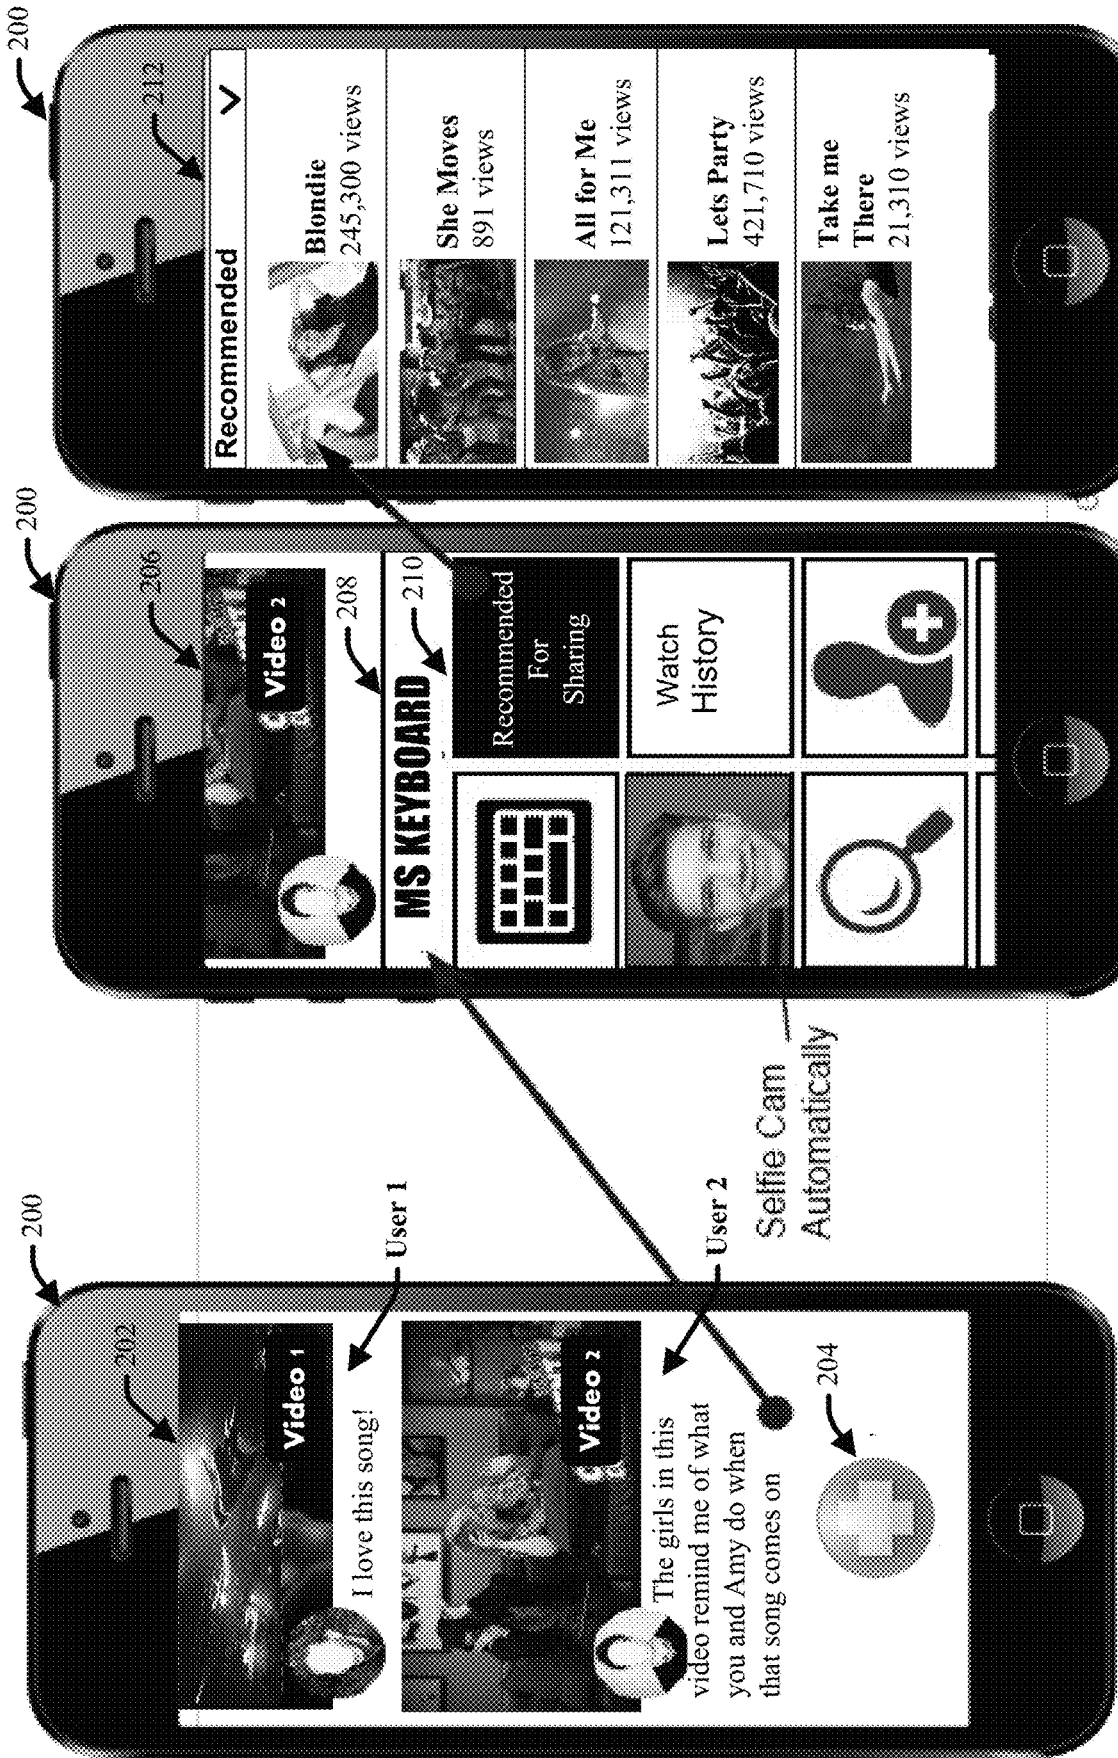 200
202
Video 1
I love this song!
User 1
Video 2
The girls in this
video remind me of what
you and Amy do when
that song comes on
User 2
204
Selfie Cam
Automatically
200
206
Video 2
208
MS KEYBOARD
210
Recommended
For
Sharing
Watch
History
200
212
Recommended
Blondie
245,300 views
She Moves
891 views
All for Me
121,311 views
Lets Party
421,710 views
Take me
There
21,310 views